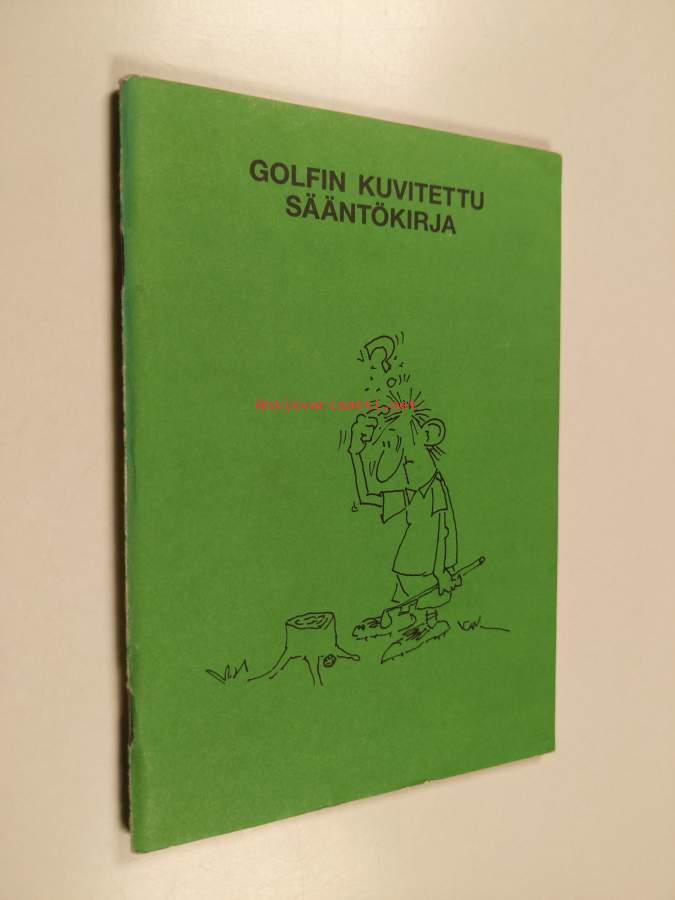 GOLFIN KUVITETTU
SÄÄNTÖKIRJA
?
Antikvariaatti.net